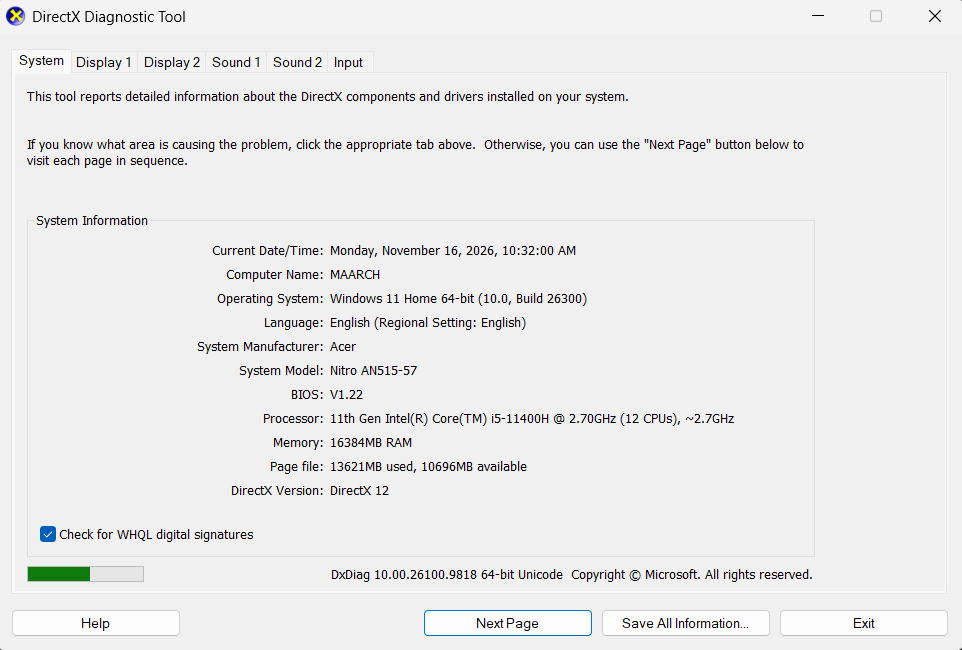 DirectX Diagnostic Tool
System Display 1 Display 2 Sound 1 Sound 2 Input
This tool reports detailed information about the DirectX components and drivers installed on your system.
If you know what area is causing the problem, click the appropriate tab above.  Otherwise, you can use the "Next Page" button below to
visit each page in sequence.
System Information
Current Date/Time: Monday, November 16, 2026, 10:32:00 AM
Computer Name: MAARCH
Operating System: Windows 11 Home 64-bit (10.0, Build 26300)
Language: English (Regional Setting: English)
System Manufacturer: Acer
System Model: Nitro AN515-57
BIOS: V1.22
Processor: 11th Gen Intel(R) Core(TM) i5-11400H @ 2.70GHz (12 CPUs), ~2.7GHz
Memory: 16384MB RAM
Page file: 13621MB used, 10696MB available
DirectX Version: DirectX 12
Check for WHQL digital signatures
DxDiag 10.00.26100.9818 64-bit Unicode  Copyright © Microsoft. All rights reserved.
Help Next Page Save All Information... Exit